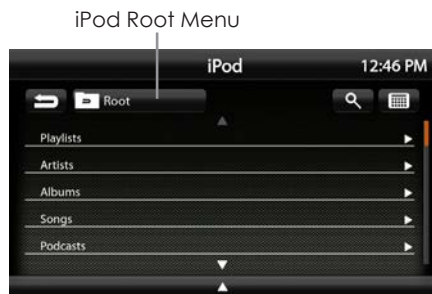 iPod Root Menu
iPod 12:46 PM
Root
Playlists
Artists
Albums
Songs
Podcasts